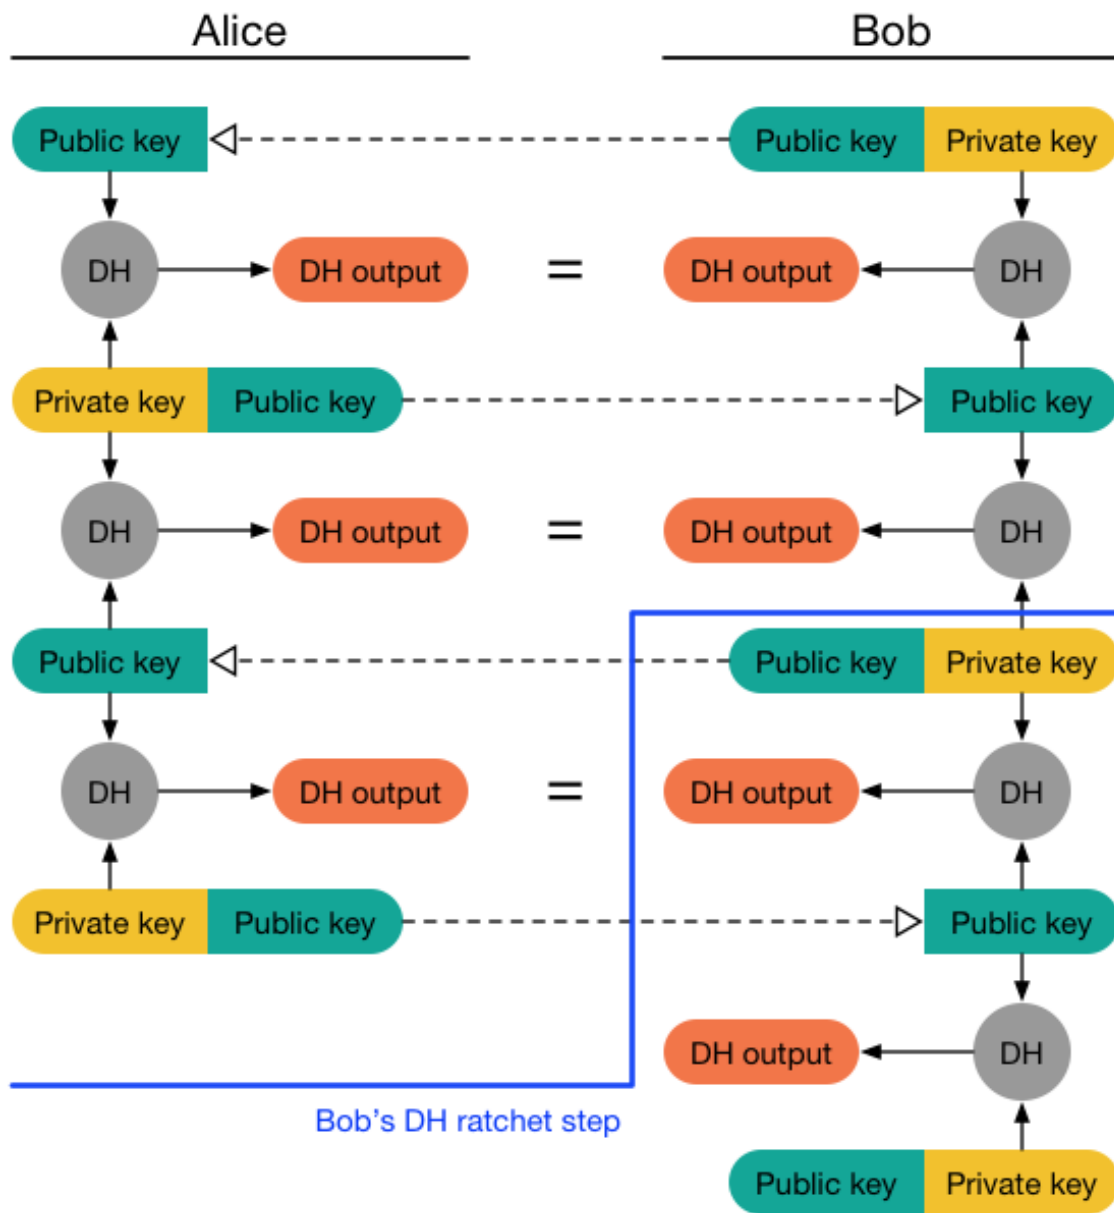 Alice Bob
Public key Public key Private key
DH DH output = DH output DH
Private key Public key Public key
DH DH output = DH output DH
Public key Public key Private key
DH DH output = DH output DH
Private key Public key Public key
DH output DH
Bob's DH ratchet step
Public key Private key